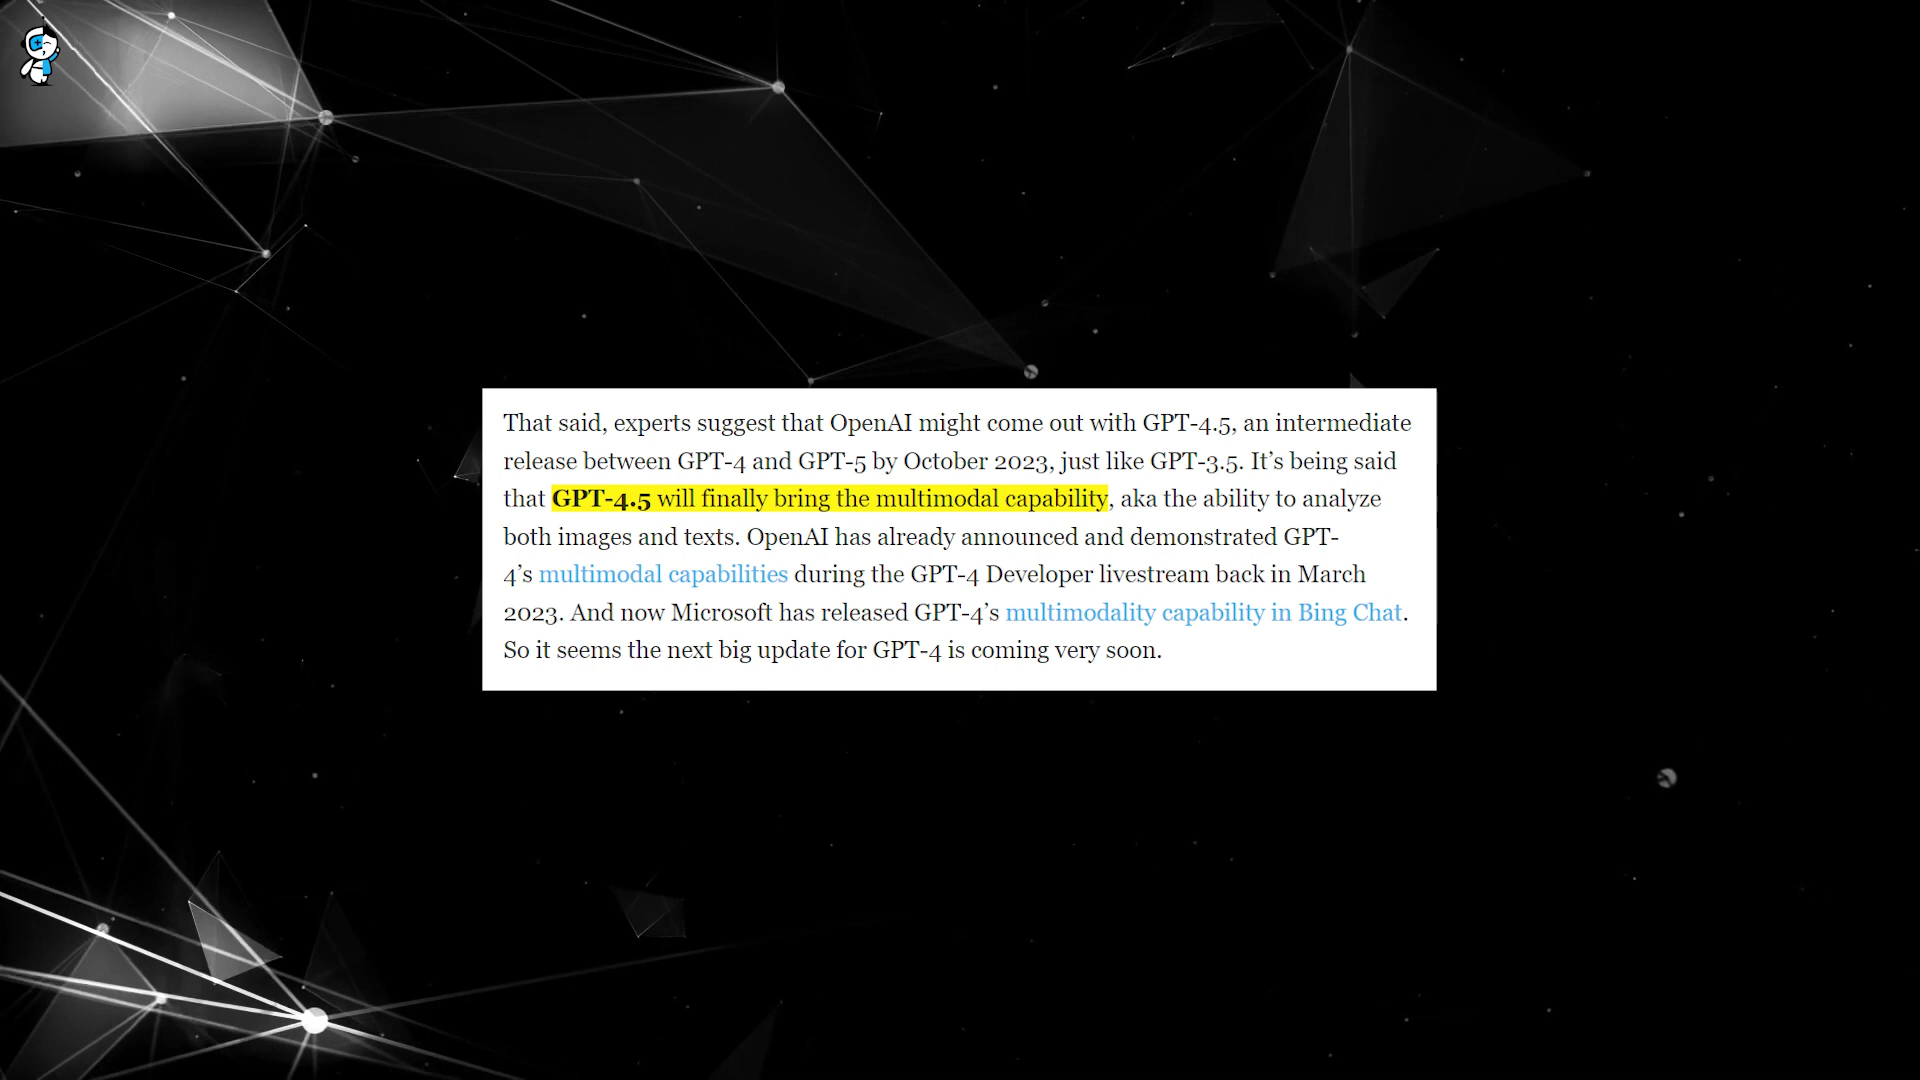 That said, experts suggest that OpenAI might come out with GPT-4.5, an intermediate
release between GPT-4 and GPT-5 by October 2023, just like GPT-3.5. It’s being said
that GPT-4.5 will finally bring the multimodal capability, aka the ability to analyze
both images and texts. OpenAI has already announced and demonstrated GPT-
4’s multimodal capabilities during the GPT-4 Developer livestream back in March
2023. And now Microsoft has released GPT-4’s multimodality capability in Bing Chat.
So it seems the next big update for GPT-4 is coming very soon.